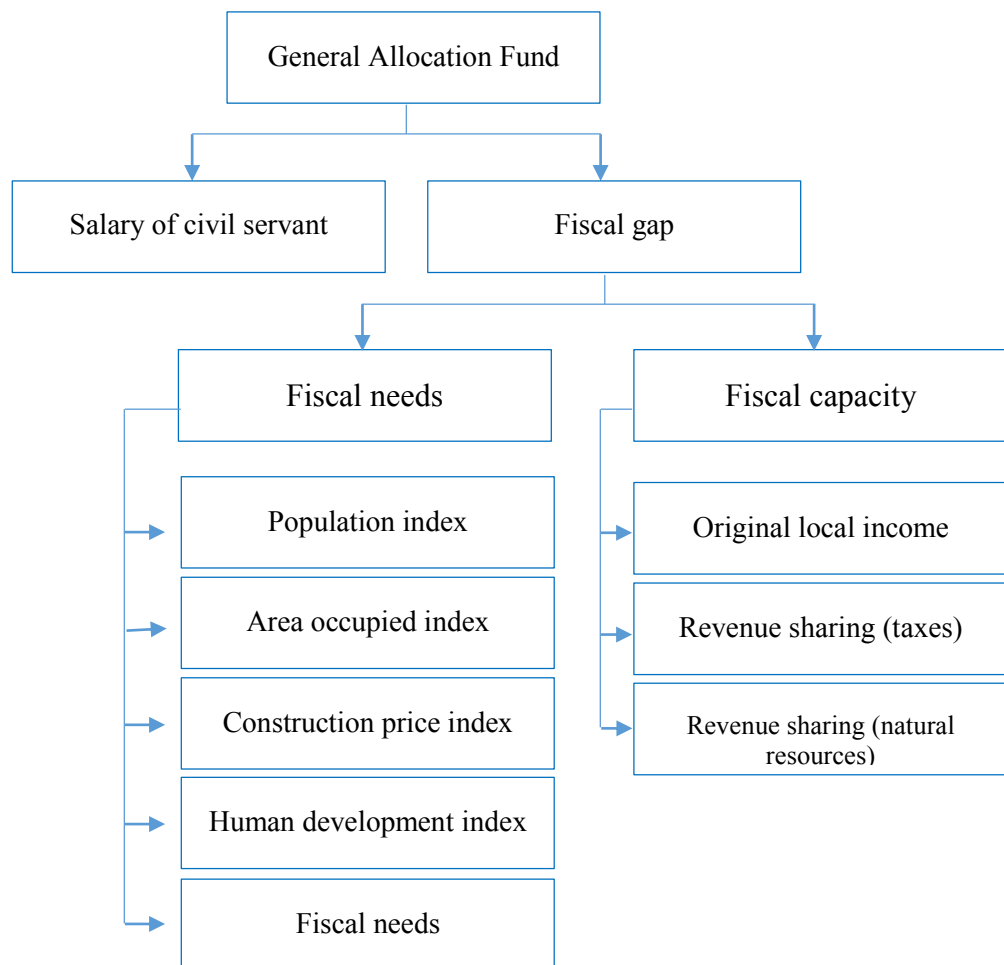 General Allocation Fund
Salary of civil servant
Fiscal gap
Fiscal needs
Fiscal capacity
Population index
Original local income
Area occupied index
Revenue sharing (taxes)
Construction price index
Revenue sharing (natural
resources)
Human development index
Fiscal needs